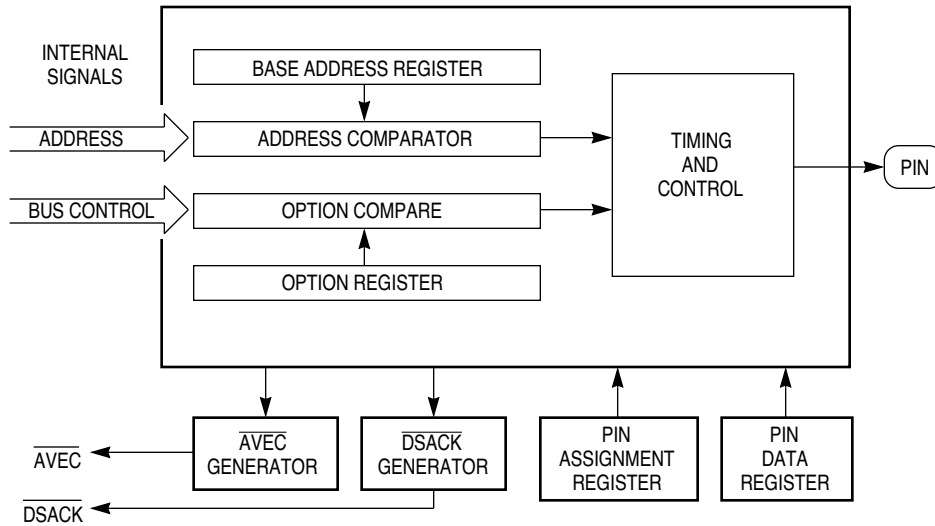 INTERNAL
SIGNALS
BASE ADDRESS REGISTER
ADDRESS
ADDRESS COMPARATOR
TIMING
AND
CONTROL
PIN
BUS CONTROL
OPTION COMPARE
OPTION REGISTER
AVEC
GENERATOR
DSACK
GENERATOR
PIN
ASSIGNMENT
REGISTER
PIN
DATA
REGISTER
AVEC
DSACK